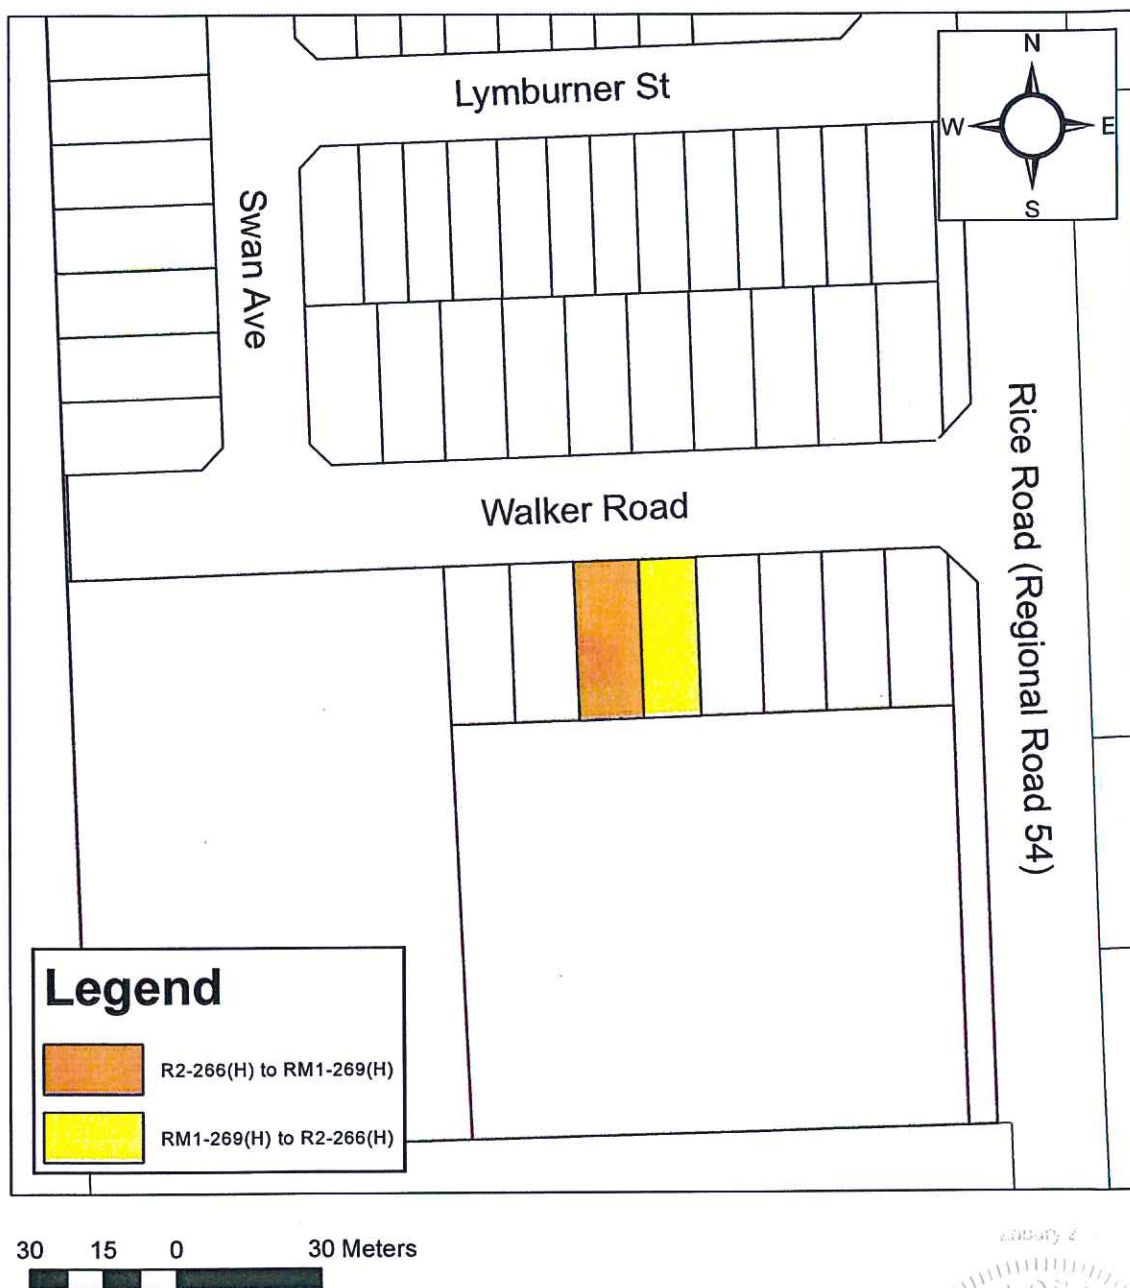 Lymburner St
N
W
E
S
Swan Ave
Rice Road (Regional Road 54)
Walker Road
Legend
R2-266(H) to RM1-269(H)
RM1-269(H) to R2-266(H)
30 15 0 30 Meters